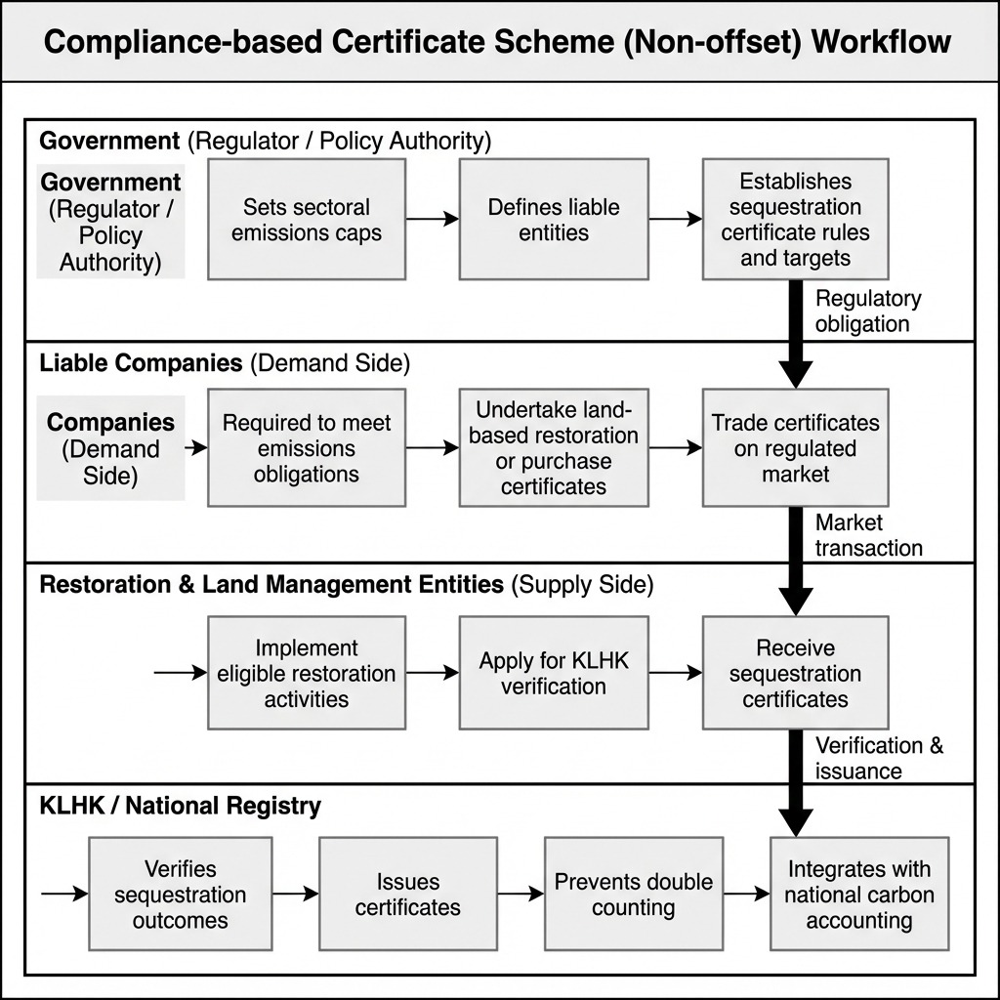 Compliance-based Certificate Scheme (Non-offset) Workflow
Government (Regulator / Policy Authority)
Government
(Regulator /
Policy
Authority)
Sets sectoral
emissions caps
Defines liable
entities
Establishes
sequestration
certificate rules
and targets
Regulatory
obligation
Liable Companies (Demand Side)
Companies
(Demand
Side)
Required to meet
emissions
obligations
Undertake land-
based restoration
or purchase
certificates
Trade certificates
on regulated
market
Market
transaction
Restoration & Land Management Entities (Supply Side)
Implement
eligible restoration
activities
Apply for KLHK
verification
Receive
sequestration
certificates
Verification &
issuance
KLHK / National Registry
Verifies
sequestration
outcomes
Issues
certificates
Prevents double
counting
Integrates with
national carbon
accounting